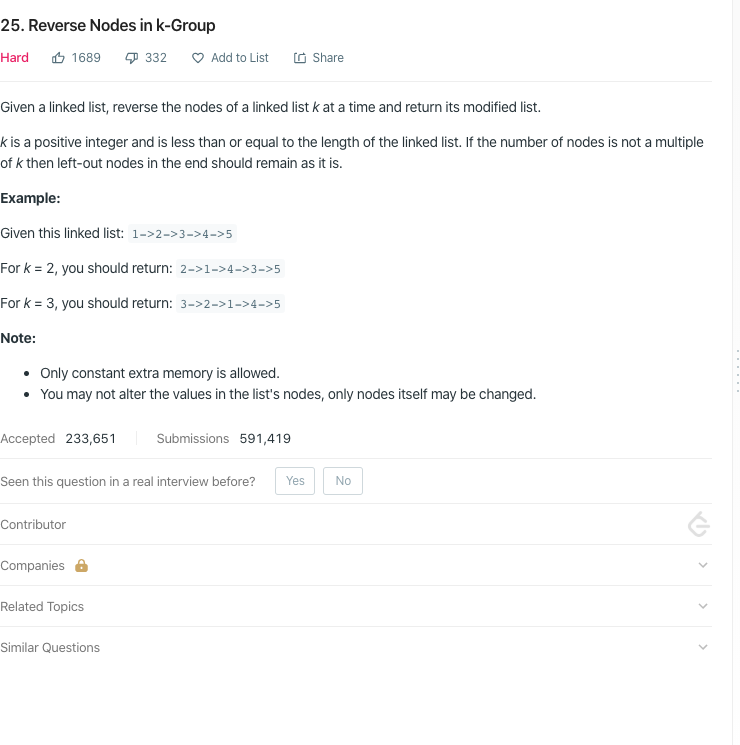 25. Reverse Nodes in k-Group
Hard 1689 332 Add to List Share
Given a linked list, reverse the nodes of a linked list k at a time and return its modified list.
k is a positive integer and is less than or equal to the length of the linked list. If the number of nodes is not a multiple
of k then left-out nodes in the end should remain as it is.
Example:
Given this linked list: 1->2->3->4->5
For k = 2, you should return: 2->1->4->3->5
For k = 3, you should return: 3->2->1->4->5
Note:
• Only constant extra memory is allowed.
• You may not alter the values in the list's nodes, only nodes itself may be changed.
Accepted 233,651 Submissions 591,419
Seen this question in a real interview before? Yes No
Contributor
Companies
Related Topics
Similar Questions